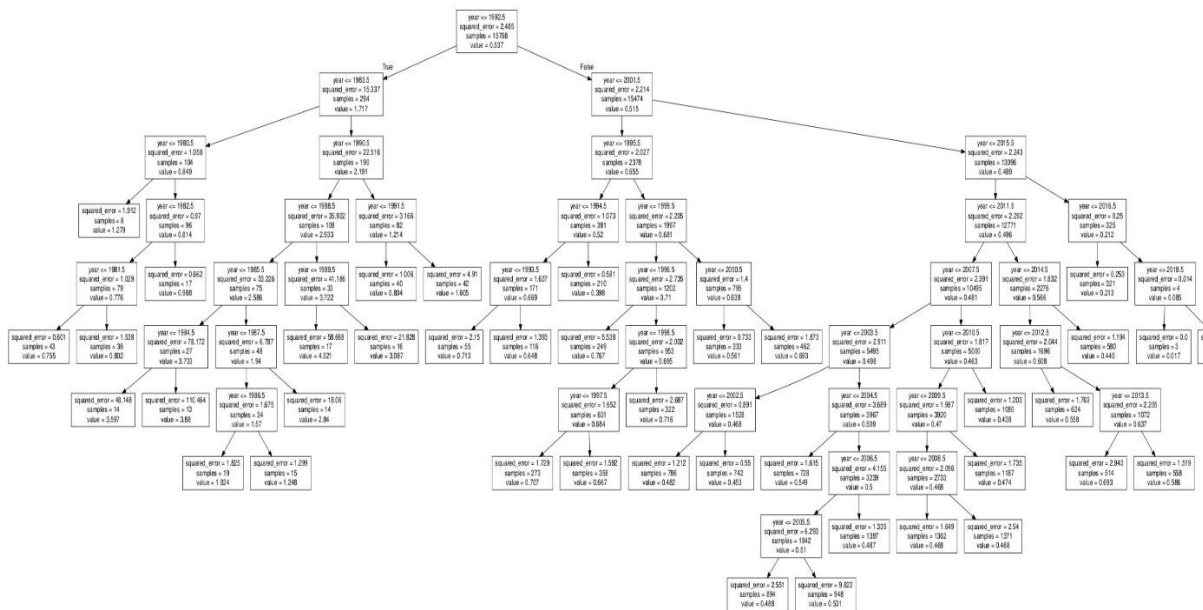 year <= 1992.5
squared_error = 2.485
samples = 15768
value = 0.537
True
False
year <= 1983.5
squared_error = 15.337
samples = 294
value = 1.717
year <= 2001.5
squared_error = 2.214
samples = 15474
value = 0.515
year <= 1980.5
squared_error = 1.058
samples = 104
value = 0.849
year <= 1990.5
squared_error = 22.516
samples = 190
value = 2.191
year <= 1995.5
squared_error = 2.027
samples = 2378
value = 0.655
year <= 2015.5
squared_error = 2.243
samples = 13096
value = 0.489
squared_error = 1.912
samples = 8
value = 1.279
year <= 1982.5
squared_error = 0.97
samples = 96
value = 0.814
year <= 1988.5
squared_error = 35.932
samples = 108
value = 2.933
year <= 1991.5
squared_error = 3.166
samples = 82
value = 1.214
year <= 1994.5
squared_error = 1.073
samples = 381
value = 0.52
year <= 1999.5
squared_error = 2.205
samples = 1997
value = 0.681
year <= 2011.5
squared_error = 2.292
samples = 12771
value = 0.496
year <= 2016.5
squared_error = 0.25
samples = 325
value = 0.212
year <= 1981.5
squared_error = 1.029
samples = 79
value = 0.776
squared_error = 0.662
samples = 17
value = 0.988
year <= 1985.5
squared_error = 33.226
samples = 75
value = 2.586
year <= 1989.5
squared_error = 41.186
samples = 33
value = 3.722
squared_error = 1.006
samples = 40
value = 0.804
squared_error = 4.91
samples = 42
value = 1.605
year <= 1993.5
squared_error = 1.637
samples = 171
value = 0.669
squared_error = 0.581
samples = 210
value = 0.398
year <= 1996.5
squared_error = 2.735
samples = 1202
value = 0.71
year <= 2000.5
squared_error = 1.4
samples = 795
value = 0.638
year <= 2007.5
squared_error = 2.391
samples = 10495
value = 0.481
year <= 2014.5
squared_error = 1.832
samples = 2276
value = 0.566
squared_error = 0.253
samples = 321
value = 0.213
year <= 2018.5
squared_error = 0.014
samples = 4
value = 0.085
squared_error = 0.601
samples = 43
value = 0.755
squared_error = 1.538
samples = 36
value = 0.802
year <= 1984.5
squared_error = 78.172
samples = 27
value = 3.733
year <= 1987.5
squared_error = 6.787
samples = 48
value = 1.94
squared_error = 58.668
samples = 17
value = 4.321
squared_error = 21.828
samples = 16
value = 3.087
squared_error = 2.15
samples = 55
value = 0.713
squared_error = 1.393
samples = 116
value = 0.648
squared_error = 5.538
samples = 249
value = 0.767
year <= 1998.5
squared_error = 2.002
samples = 953
value = 0.695
squared_error = 0.733
samples = 333
value = 0.561
squared_error = 1.873
samples = 462
value = 0.693
year <= 2003.5
squared_error = 2.911
samples = 5495
value = 0.498
year <= 2010.5
squared_error = 1.817
samples = 5000
value = 0.463
year <= 2012.5
squared_error = 2.044
samples = 1696
value = 0.608
squared_error = 1.194
samples = 580
value = 0.445
squared_error = 0.0
samples = 3
value = 0.017
squared_error = 48.148
samples = 14
value = 3.597
squared_error = 110.464
samples = 13
value = 3.88
year <= 1986.5
squared_error = 1.675
samples = 34
value = 1.57
squared_error = 18.06
samples = 14
value = 2.84
year <= 1997.5
squared_error = 1.652
samples = 631
value = 0.684
squared_error = 2.687
samples = 322
value = 0.716
year <= 2002.5
squared_error = 0.891
samples = 1528
value = 0.468
year <= 2004.5
squared_error = 3.689
samples = 3967
value = 0.509
year <= 2009.5
squared_error = 1.987
samples = 3920
value = 0.47
squared_error = 1.203
samples = 1080
value = 0.438
squared_error = 1.763
samples = 624
value = 0.558
year <= 2013.5
squared_error = 2.205
samples = 1072
value = 0.637
squared_error = 1.825
samples = 19
value = 1.824
squared_error = 1.299
samples = 15
value = 1.248
squared_error = 1.729
samples = 273
value = 0.707
squared_error = 1.592
samples = 358
value = 0.667
squared_error = 1.212
samples = 786
value = 0.482
squared_error = 0.55
samples = 742
value = 0.453
squared_error = 1.615
samples = 728
value = 0.549
year <= 2006.5
squared_error = 4.155
samples = 3239
value = 0.5
year <= 2008.5
squared_error = 2.096
samples = 2733
value = 0.468
squared_error = 1.735
samples = 1187
value = 0.474
squared_error = 2.943
samples = 514
value = 0.693
squared_error = 1.519
samples = 558
value = 0.586
year <= 2005.5
squared_error = 6.293
samples = 1842
value = 0.51
squared_error = 1.335
samples = 1397
value = 0.487
squared_error = 1.649
samples = 1362
value = 0.468
squared_error = 2.54
samples = 1371
value = 0.468
squared_error = 2.551
samples = 894
value = 0.488
squared_error = 9.822
samples = 948
value = 0.531